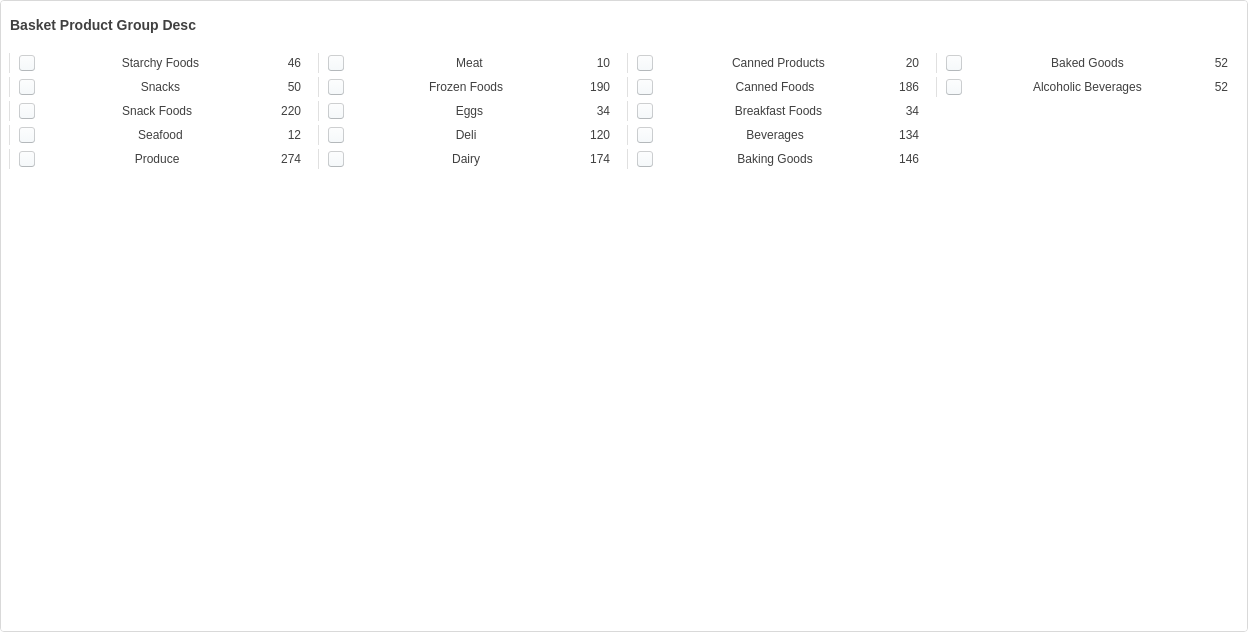 Basket Product Group Desc
Starchy Foods 46
Snacks 50
Snack Foods 220
Seafood 12
Produce 274
Meat 10
Frozen Foods 190
Eggs 34
Deli 120
Dairy 174
Canned Products 20
Canned Foods 186
Breakfast Foods 34
Beverages 134
Baking Goods 146
Baked Goods 52
Alcoholic Beverages 52